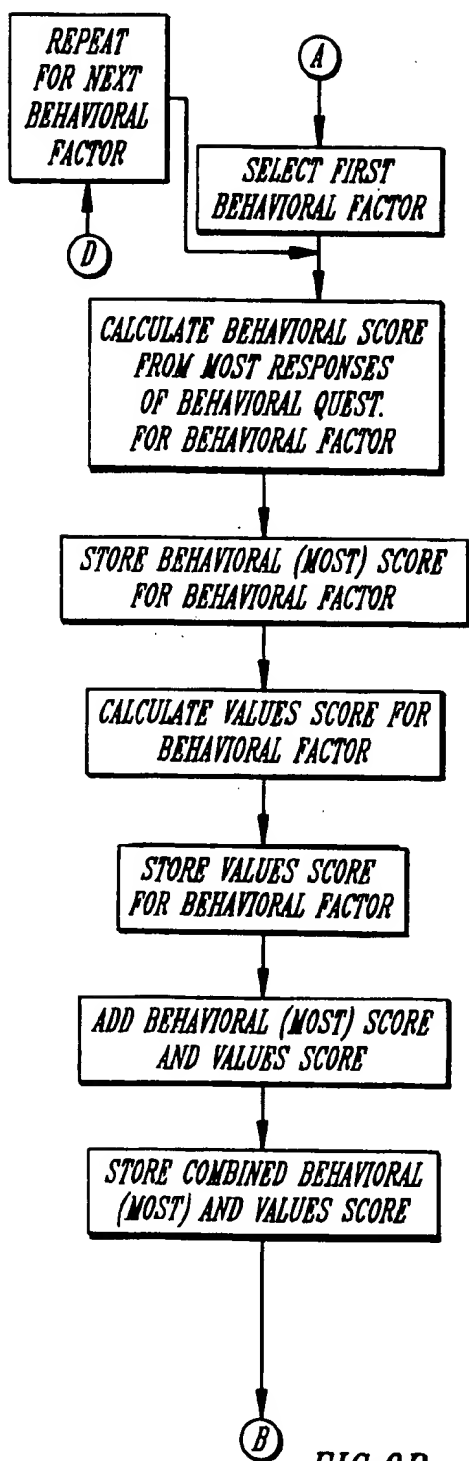 REPEAT
FOR NEXT
BEHAVIORAL
FACTOR
D
A
SELECT FIRST
BEHAVIORAL FACTOR
CALCULATE BEHAVIORAL SCORE
FROM MOST RESPONSES
OF BEHAVIORAL QUEST.
FOR BEHAVIORAL FACTOR
STORE BEHAVIORAL (MOST) SCORE
FOR BEHAVIORAL FACTOR
CALCULATE VALUES SCORE FOR
BEHAVIORAL FACTOR
STORE VALUES SCORE
FOR BEHAVIORAL FACTOR
ADD BEHAVIORAL (MOST) SCORE
AND VALUES SCORE
STORE COMBINED BEHAVIORAL
(MOST) AND VALUES SCORE
B